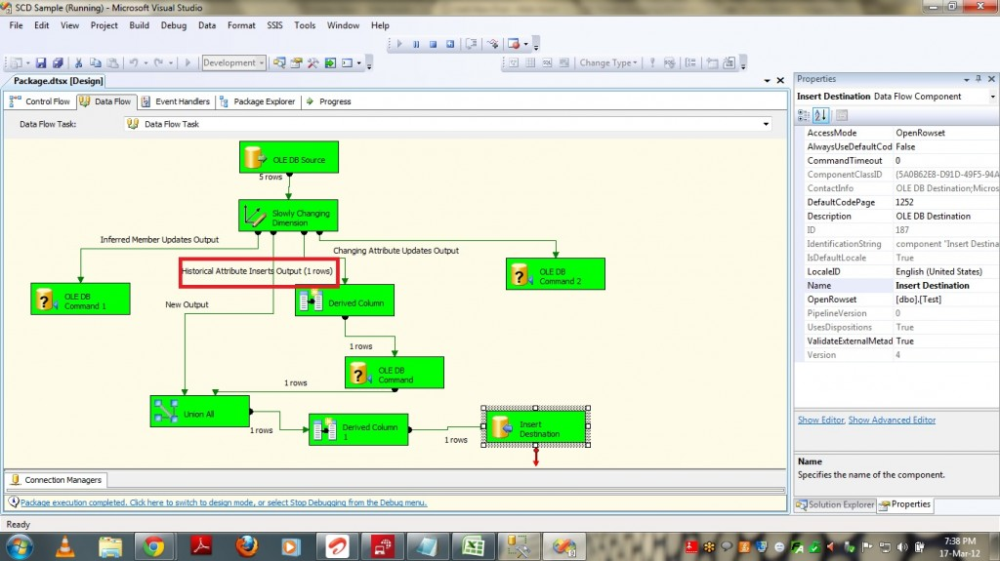 SCD Sample (Running) - Microsoft Visual Studio
File Edit View Project Build Debug Data Format SSIS Tools Window Help
Development
Change Type
Package.dtsx [Design]
Control Flow Data Flow Event Handlers Package Explorer Progress
Data Flow Task: Data Flow Task
OLE DB Source
5 rows
Slowly Changing
Dimension
Inferred Member Updates Output
Changing Attribute Updates Output
Historical Attribute Inserts Output (1 rows)
OLE DB
Command 2
OLE DB
Command 1
Derived Column
New Output
1 rows
OLE DB
Command
1 rows
Union All
1 rows
Derived Column
1
1 rows
Insert
Destination
Connection Managers
Package execution completed. Click here to switch to design mode, or select Stop Debugging from the Debug menu.
Ready
Properties
Insert Destination Data Flow Component
AccessMode OpenRowset
AlwaysUseDefaultCod False
CommandTimeout 0
ComponentClassID {5A0B62E8-D91D-49F5-94A
ContactInfo OLE DB Destination;Micros
DefaultCodePage 1252
Description OLE DB Destination
ID 187
IdentificationString component "Insert Destina
IsDefaultLocale True
LocaleID English (United States)
Name Insert Destination
OpenRowset [dbo].[Test]
PipelineVersion 0
UsesDispositions True
ValidateExternalMetad True
Version 4
Show Editor, Show Advanced Editor
Name
Specifies the name of the component.
Solution Explorer Properties
7:38 PM
17-Mar-12